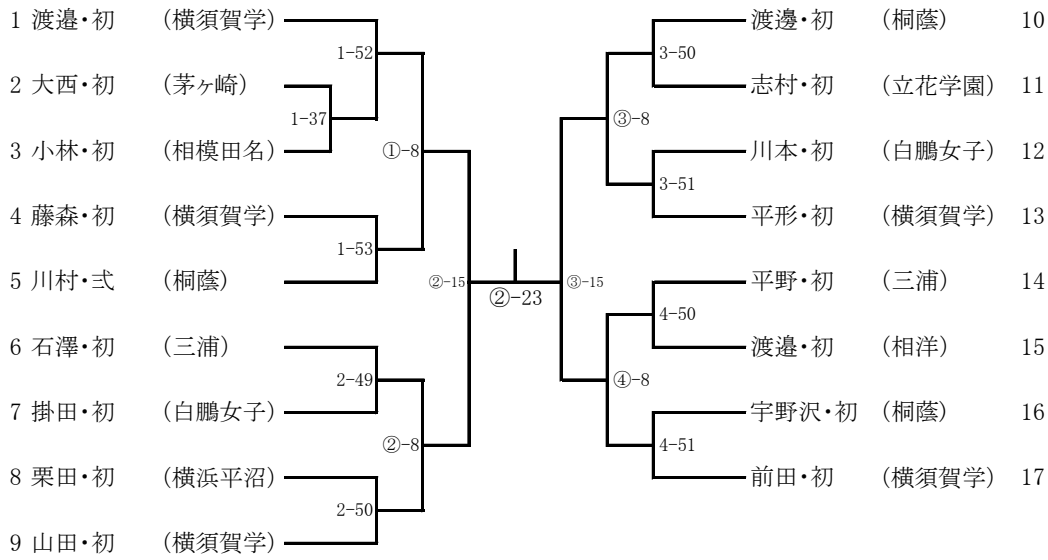 1 渡邉・初 (横須賀学)
2 大西・初 (茅ヶ崎)
3 小林・初 (相模田名)
4 藤森・初 (横須賀学)
5 川村・弍 (桐蔭)
6 石澤・初 (三浦)
7 掛田・初 (白鵬女子)
8 栗田・初 (横浜平沼)
9 山田・初 (横須賀学)
1-52
1-37
①-8
1-53
②-15
2-49
②-8
2-50
②-23
3-50
③-8
3-51
③-15
4-50
④-8
4-51
渡邊・初 (桐蔭) 10
志村・初 (立花学園) 11
川本・初 (白鵬女子) 12
平形・初 (横須賀学) 13
平野・初 (三浦) 14
渡邉・初 (相洋) 15
宇野沢・初 (桐蔭) 16
前田・初 (横須賀学) 17